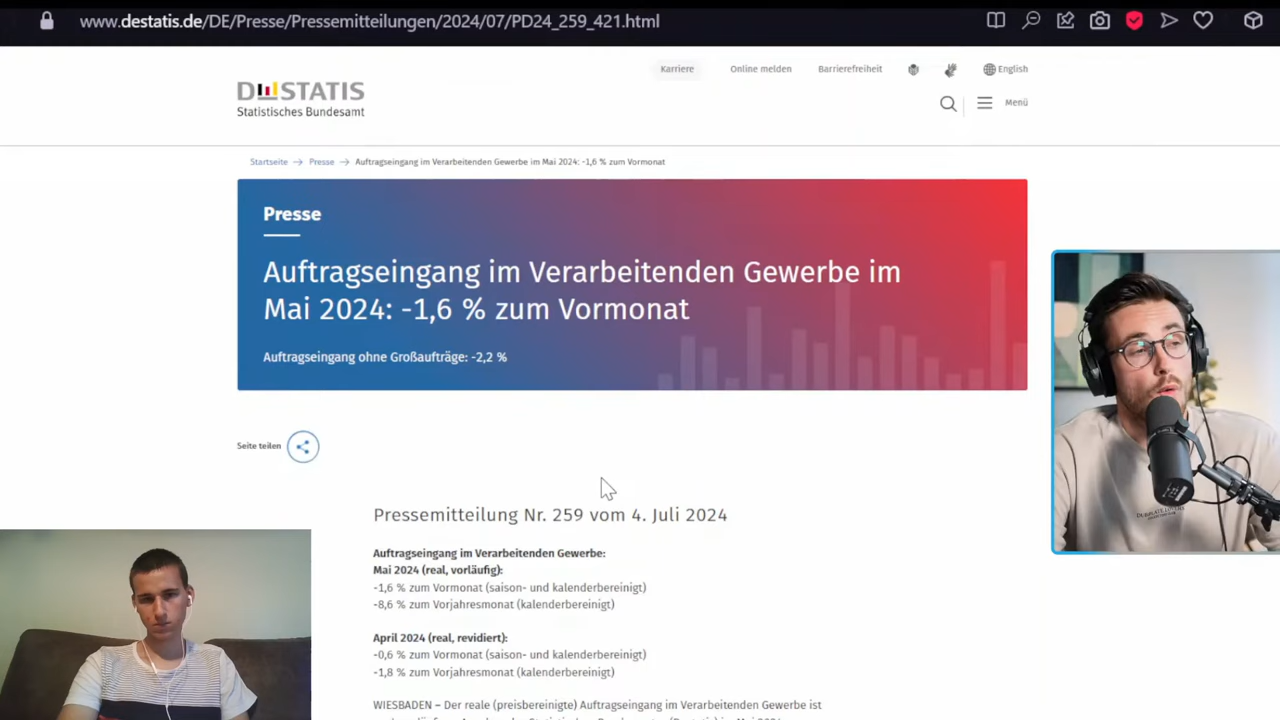 www.destatis.de/DE/Presse/Pressemitteilungen/2024/07/PD24_259_421.html
Karriere Online melden Barrierefreiheit English
DESTATIS
Statistisches Bundesamt
Menü
Startseite → Presse → Auftragseingang im Verarbeitenden Gewerbe im Mai 2024: -1,6 % zum Vormonat
Presse
Auftragseingang im Verarbeitenden Gewerbe im
Mai 2024: -1,6 % zum Vormonat
Auftragseingang ohne Großaufträge: -2,2 %
Seite teilen
Pressemitteilung Nr. 259 vom 4. Juli 2024
Auftragseingang im Verarbeitenden Gewerbe:
Mai 2024 (real, vorläufig):
-1,6 % zum Vormonat (saison- und kalenderbereinigt)
-8,6 % zum Vorjahresmonat (kalenderbereinigt)
April 2024 (real, revidiert):
-0,6 % zum Vormonat (saison- und kalenderbereinigt)
-1,8 % zum Vorjahresmonat (kalenderbereinigt)
WIESBADEN – Der reale (preisbereinigte) Auftragseingang im Verarbeitenden Gewerbe ist